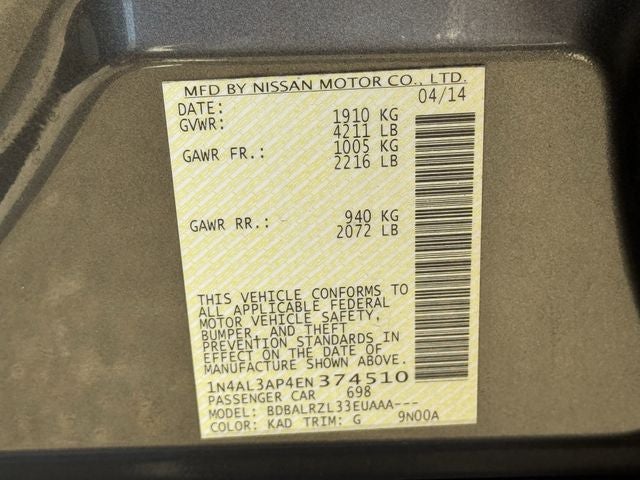 MFD BY NISSAN MOTOR CO., LTD.
DATE: 04/14
GVWR: 1910 KG
4211 LB
GAWR FR.: 1005 KG
2216 LB
GAWR RR.: 940 KG
2072 LB
THIS VEHICLE CONFORMS TO
ALL APPLICABLE FEDERAL
MOTOR VEHICLE SAFETY,
BUMPER, AND THEFT
PREVENTION STANDARDS IN
EFFECT ON THE DATE OF
MANUFACTURE SHOWN ABOVE.
1N4AL3AP4EN374510
PASSENGER CAR 698
MODEL: BDBALRZL33EUAAA---
COLOR: KAD TRIM: G 9N00A